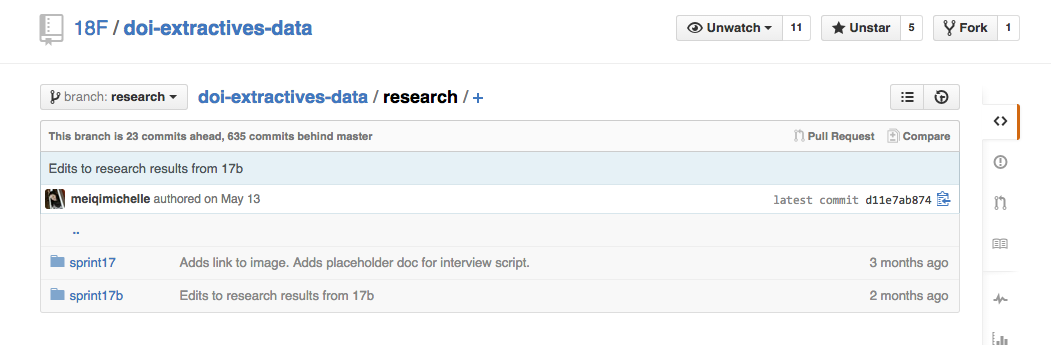 18F / doi-extractives-data
Unwatch 11 Unstar 5 Fork 1
branch: research doi-extractives-data / research / +
This branch is 23 commits ahead, 635 commits behind master Pull Request Compare
Edits to research results from 17b
meiqimichelle authored on May 13 latest commit d11e7ab874
..
sprint17 Adds link to image. Adds placeholder doc for interview script. 3 months ago
sprint17b Edits to research results from 17b 2 months ago